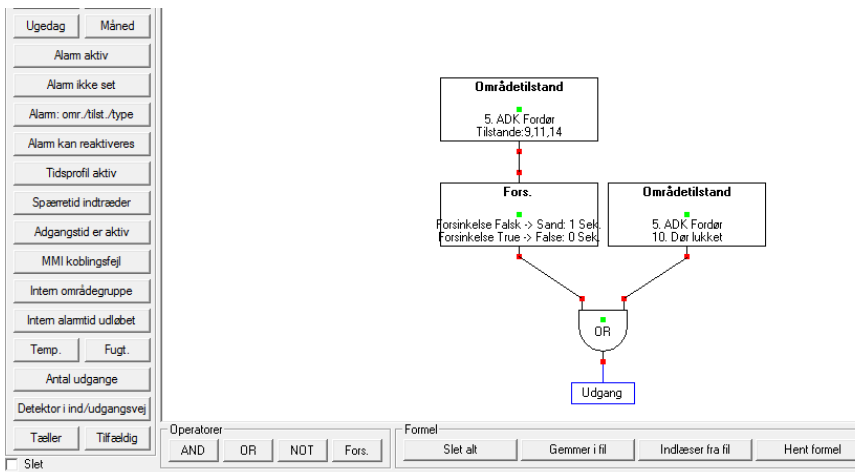 Ugedag
Måned
Alarm aktiv
Alarm ikke set
Alarm: omr./tilst./type
Alarm kan reaktiveres
Tidsprofil aktiv
Spærretid indtræder
Adgangstid er aktiv
MMI koblingsfejl
Intern områdegruppe
Intern alarmtid udløbet
Temp.
Fugt.
Antal udgange
Detektor i ind/udgangsvej
Tæller
Tilfældig
Slet
Områdetilstand
5. ADK Fordør
Tilstande:9,11,14
Fors.
Forsinkelse Falsk -> Sand: 1 Sek.
Forsinkelse True -> False: 0 Sek.
Områdetilstand
5. ADK Fordør
10. Dør lukket
OR
Udgang
Operatorer
AND
OR
NOT
Fors.
Formel
Slet alt
Gemmer i fil
Indlæser fra fil
Hent formel